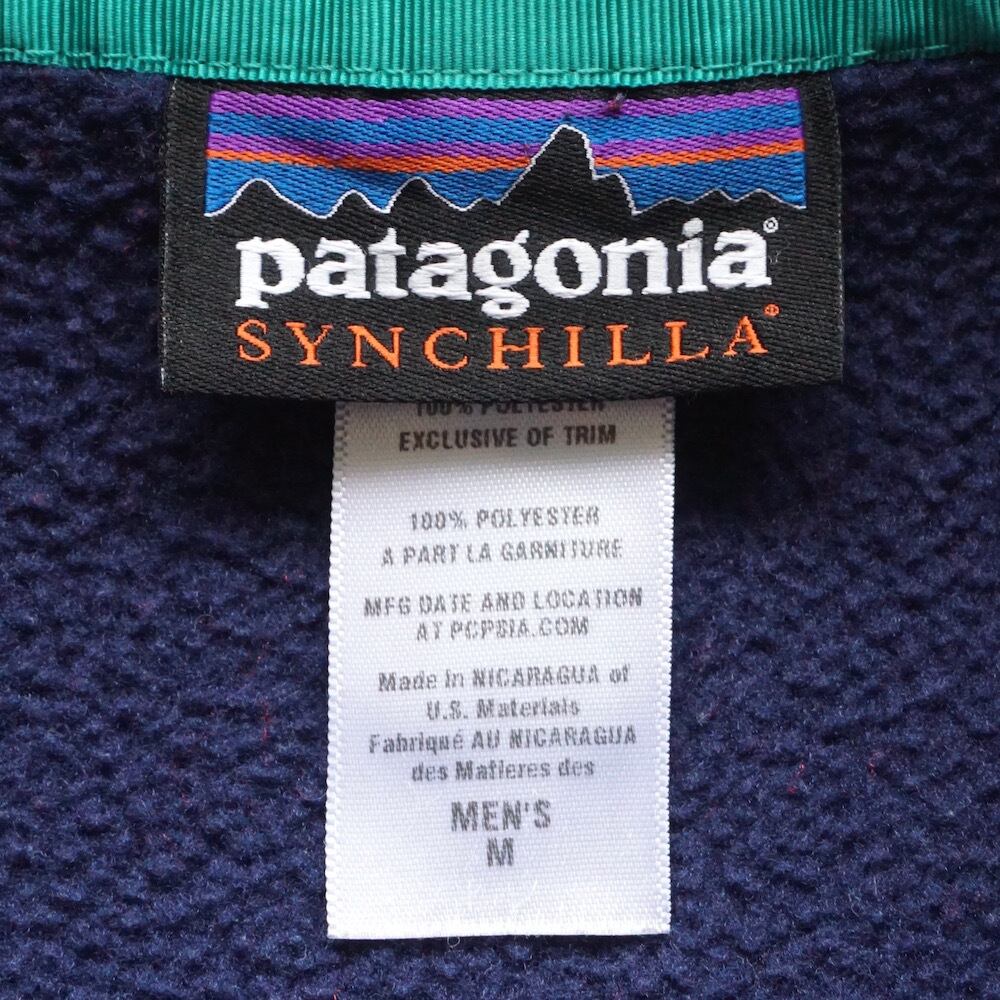 patagonia®
SYNCHILLA®
100% POLYESTER
EXCLUSIVE OF TRIM
100% POLYESTER
A PART LA GARNITURE
MFG DATE AND LOCATION
AT PCPSIA.COM
Made in NICARAGUA of
U.S. Materials
Fabriqué AU NICARAGUA
des Matieres des
MEN'S
M